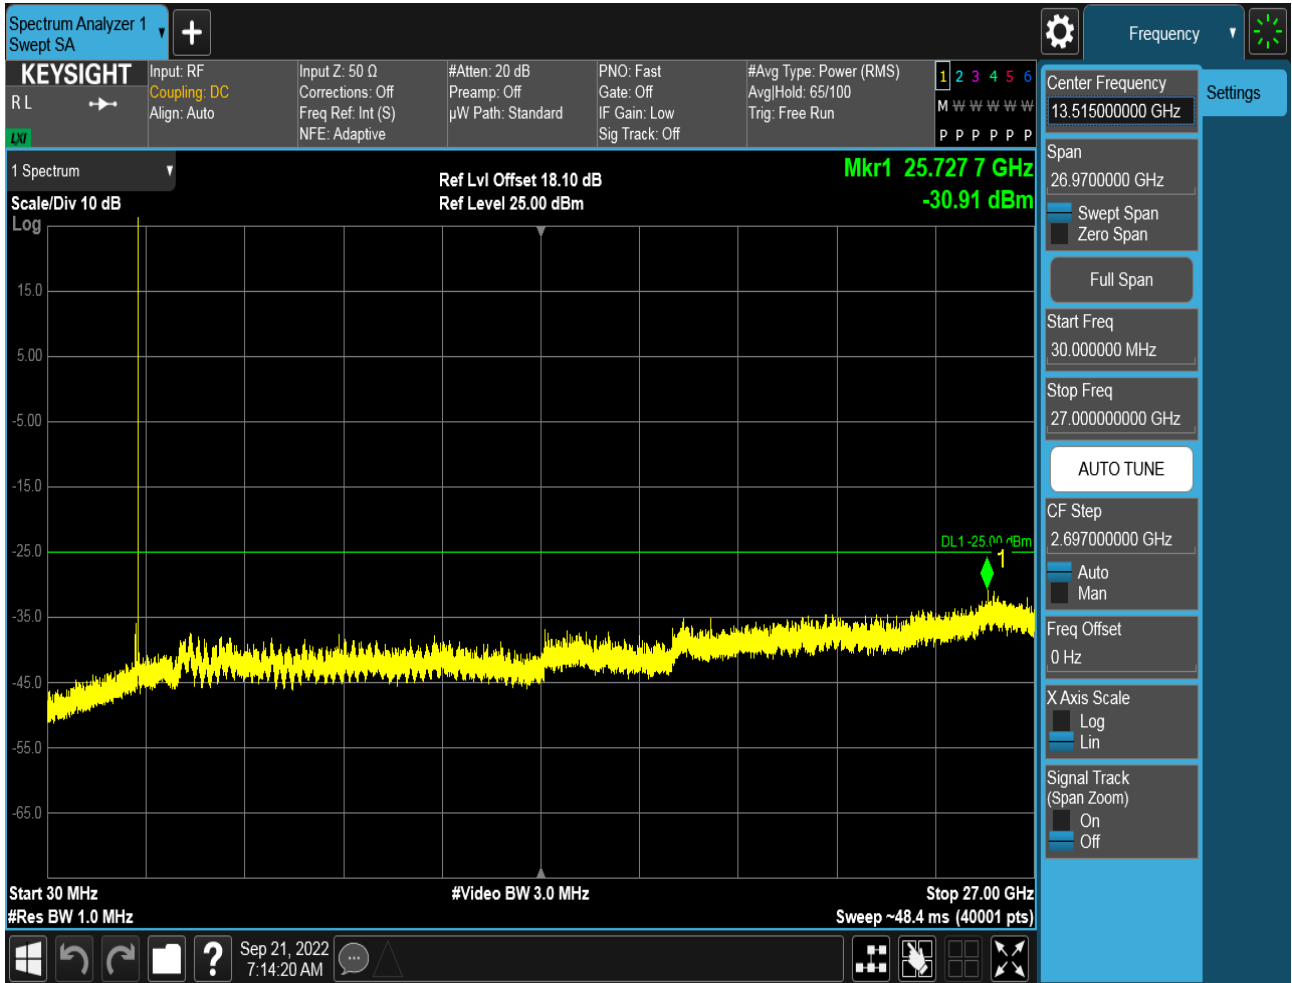 Spectrum Analyzer 1
Swept SA
Frequency
KEYSIGHT
R L
LXI
Input: RF
Coupling: DC
Align: Auto
Input Z: 50 Ω
Corrections: Off
Freq Ref: Int (S)
NFE: Adaptive
#Atten: 20 dB
Preamp: Off
µW Path: Standard
PNO: Fast
Gate: Off
IF Gain: Low
Sig Track: Off
#Avg Type: Power (RMS)
Avg|Hold: 65/100
Trig: Free Run
1 2 3 4 5 6
M W W W W W
P P P P P P
1 Spectrum
Scale/Div 10 dB
Log
Ref Lvl Offset 18.10 dB
Ref Level 25.00 dBm
Mkr1 25.727 7 GHz
-30.91 dBm
15.0
5.00
-5.00
-15.0
-25.0
-35.0
-45.0
-55.0
-65.0
DL1 -25.00 dBm
1
Start 30 MHz
#Res BW 1.0 MHz
#Video BW 3.0 MHz
Stop 27.00 GHz
Sweep ~48.4 ms (40001 pts)
Sep 21, 2022
7:14:20 AM
Center Frequency
13.515000000 GHz
Span
26.9700000 GHz
Swept Span
Zero Span
Full Span
Start Freq
30.000000 MHz
Stop Freq
27.000000000 GHz
AUTO TUNE
CF Step
2.697000000 GHz
Auto
Man
Freq Offset
0 Hz
X Axis Scale
Log
Lin
Signal Track
(Span Zoom)
On
Off
Settings